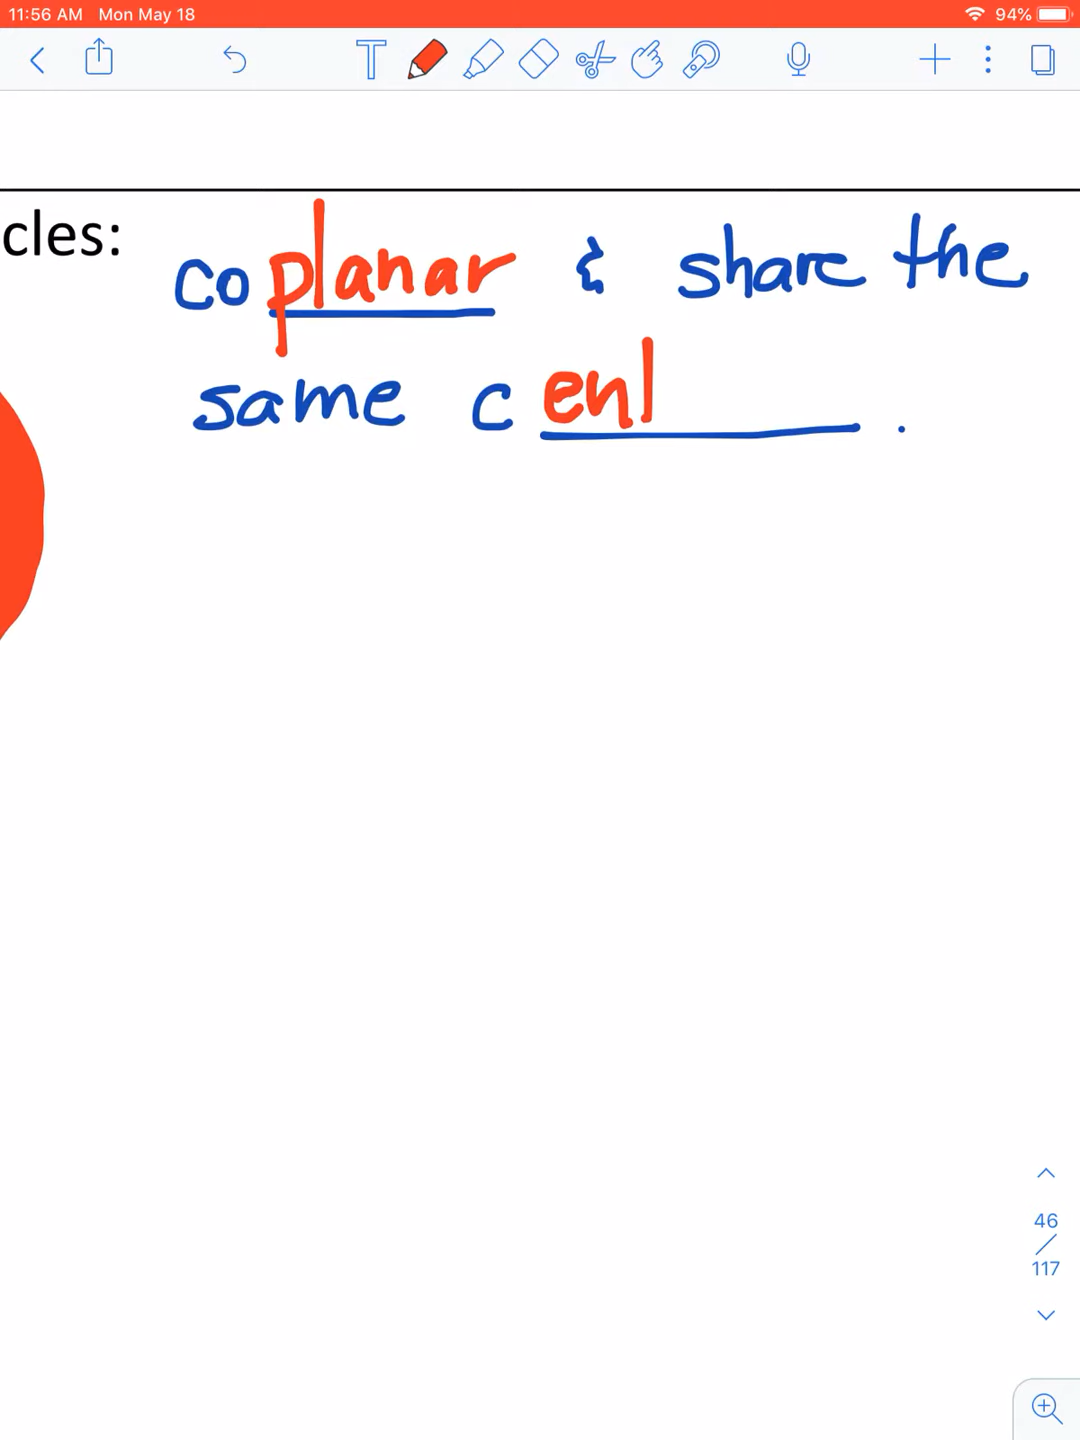 11:56 AM Mon May 18 94%
cles: coplanar & share the
same cenl .
46
/
117